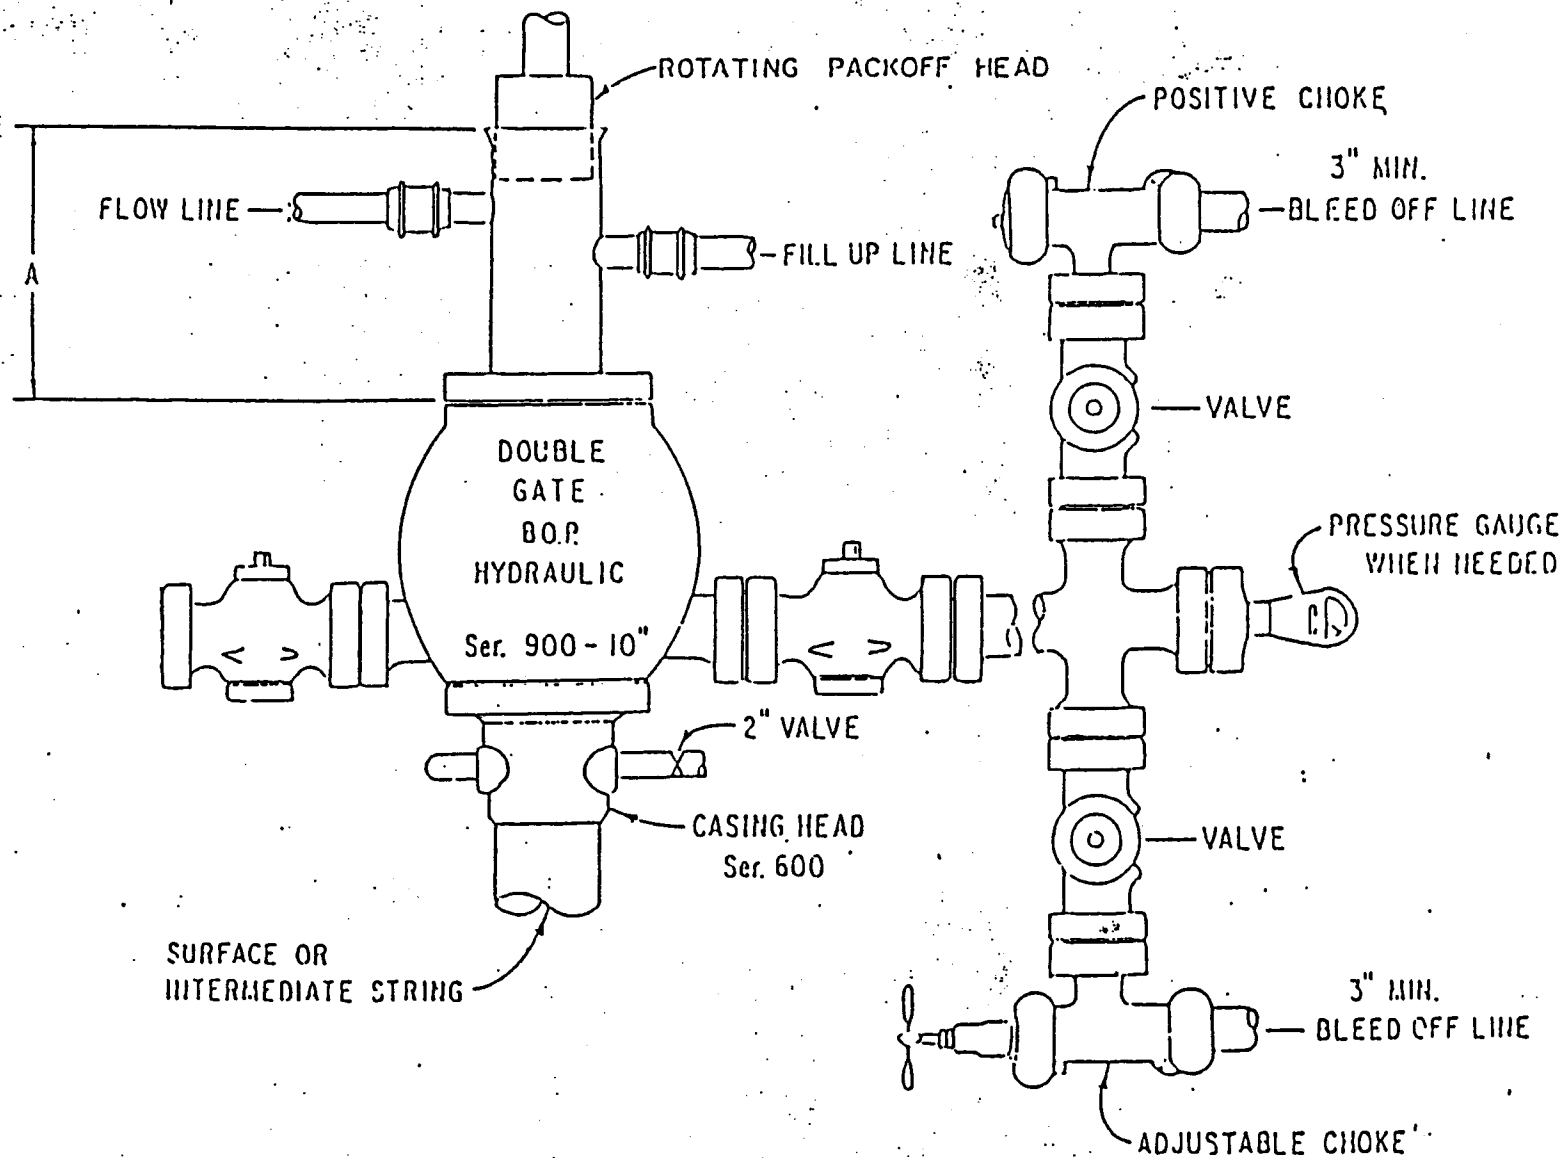 ROTATING PACKOFF HEAD
POSITIVE CHOKE
3" MIN.
BLEED OFF LINE
FLOW LINE
FILL UP LINE
A
VALVE
DOUBLE
GATE
B.O.P.
HYDRAULIC
Ser. 900-10"
PRESSURE GAUGE
WHEN NEEDED
2" VALVE
CASING HEAD
Ser. 600
VALVE
SURFACE OR
INTERMEDIATE STRING
3" MIN.
BLEED OFF LINE
ADJUSTABLE CHOKE